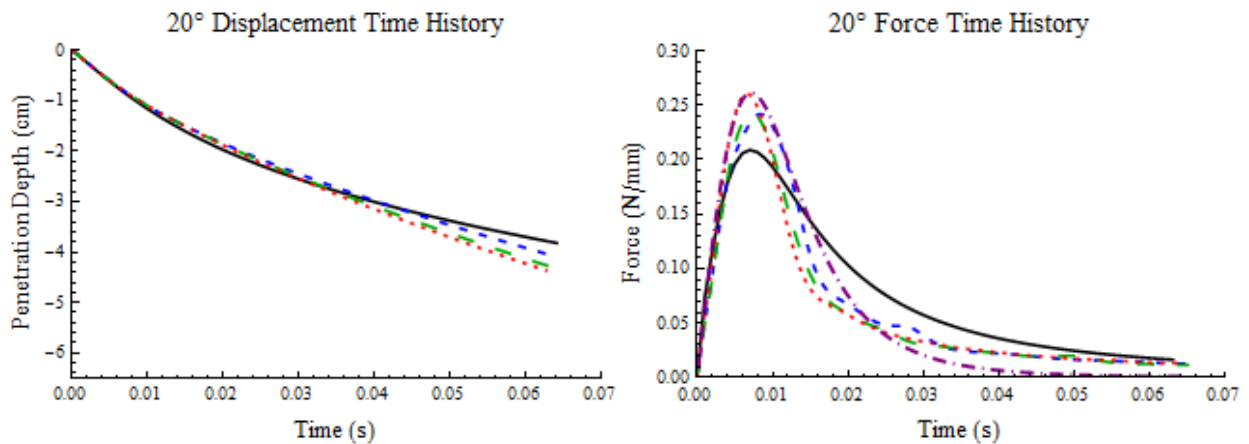 20° Displacement Time History
0
−1
−2
−3
−4
−5
−6
Penetration Depth (cm)
0.00 0.01 0.02 0.03 0.04 0.05 0.06 0.07
Time (s)
20° Force Time History
0.30
0.25
0.20
0.15
0.10
0.05
0.00
Force (N/mm)
0.00 0.01 0.02 0.03 0.04 0.05 0.06 0.07
Time (s)